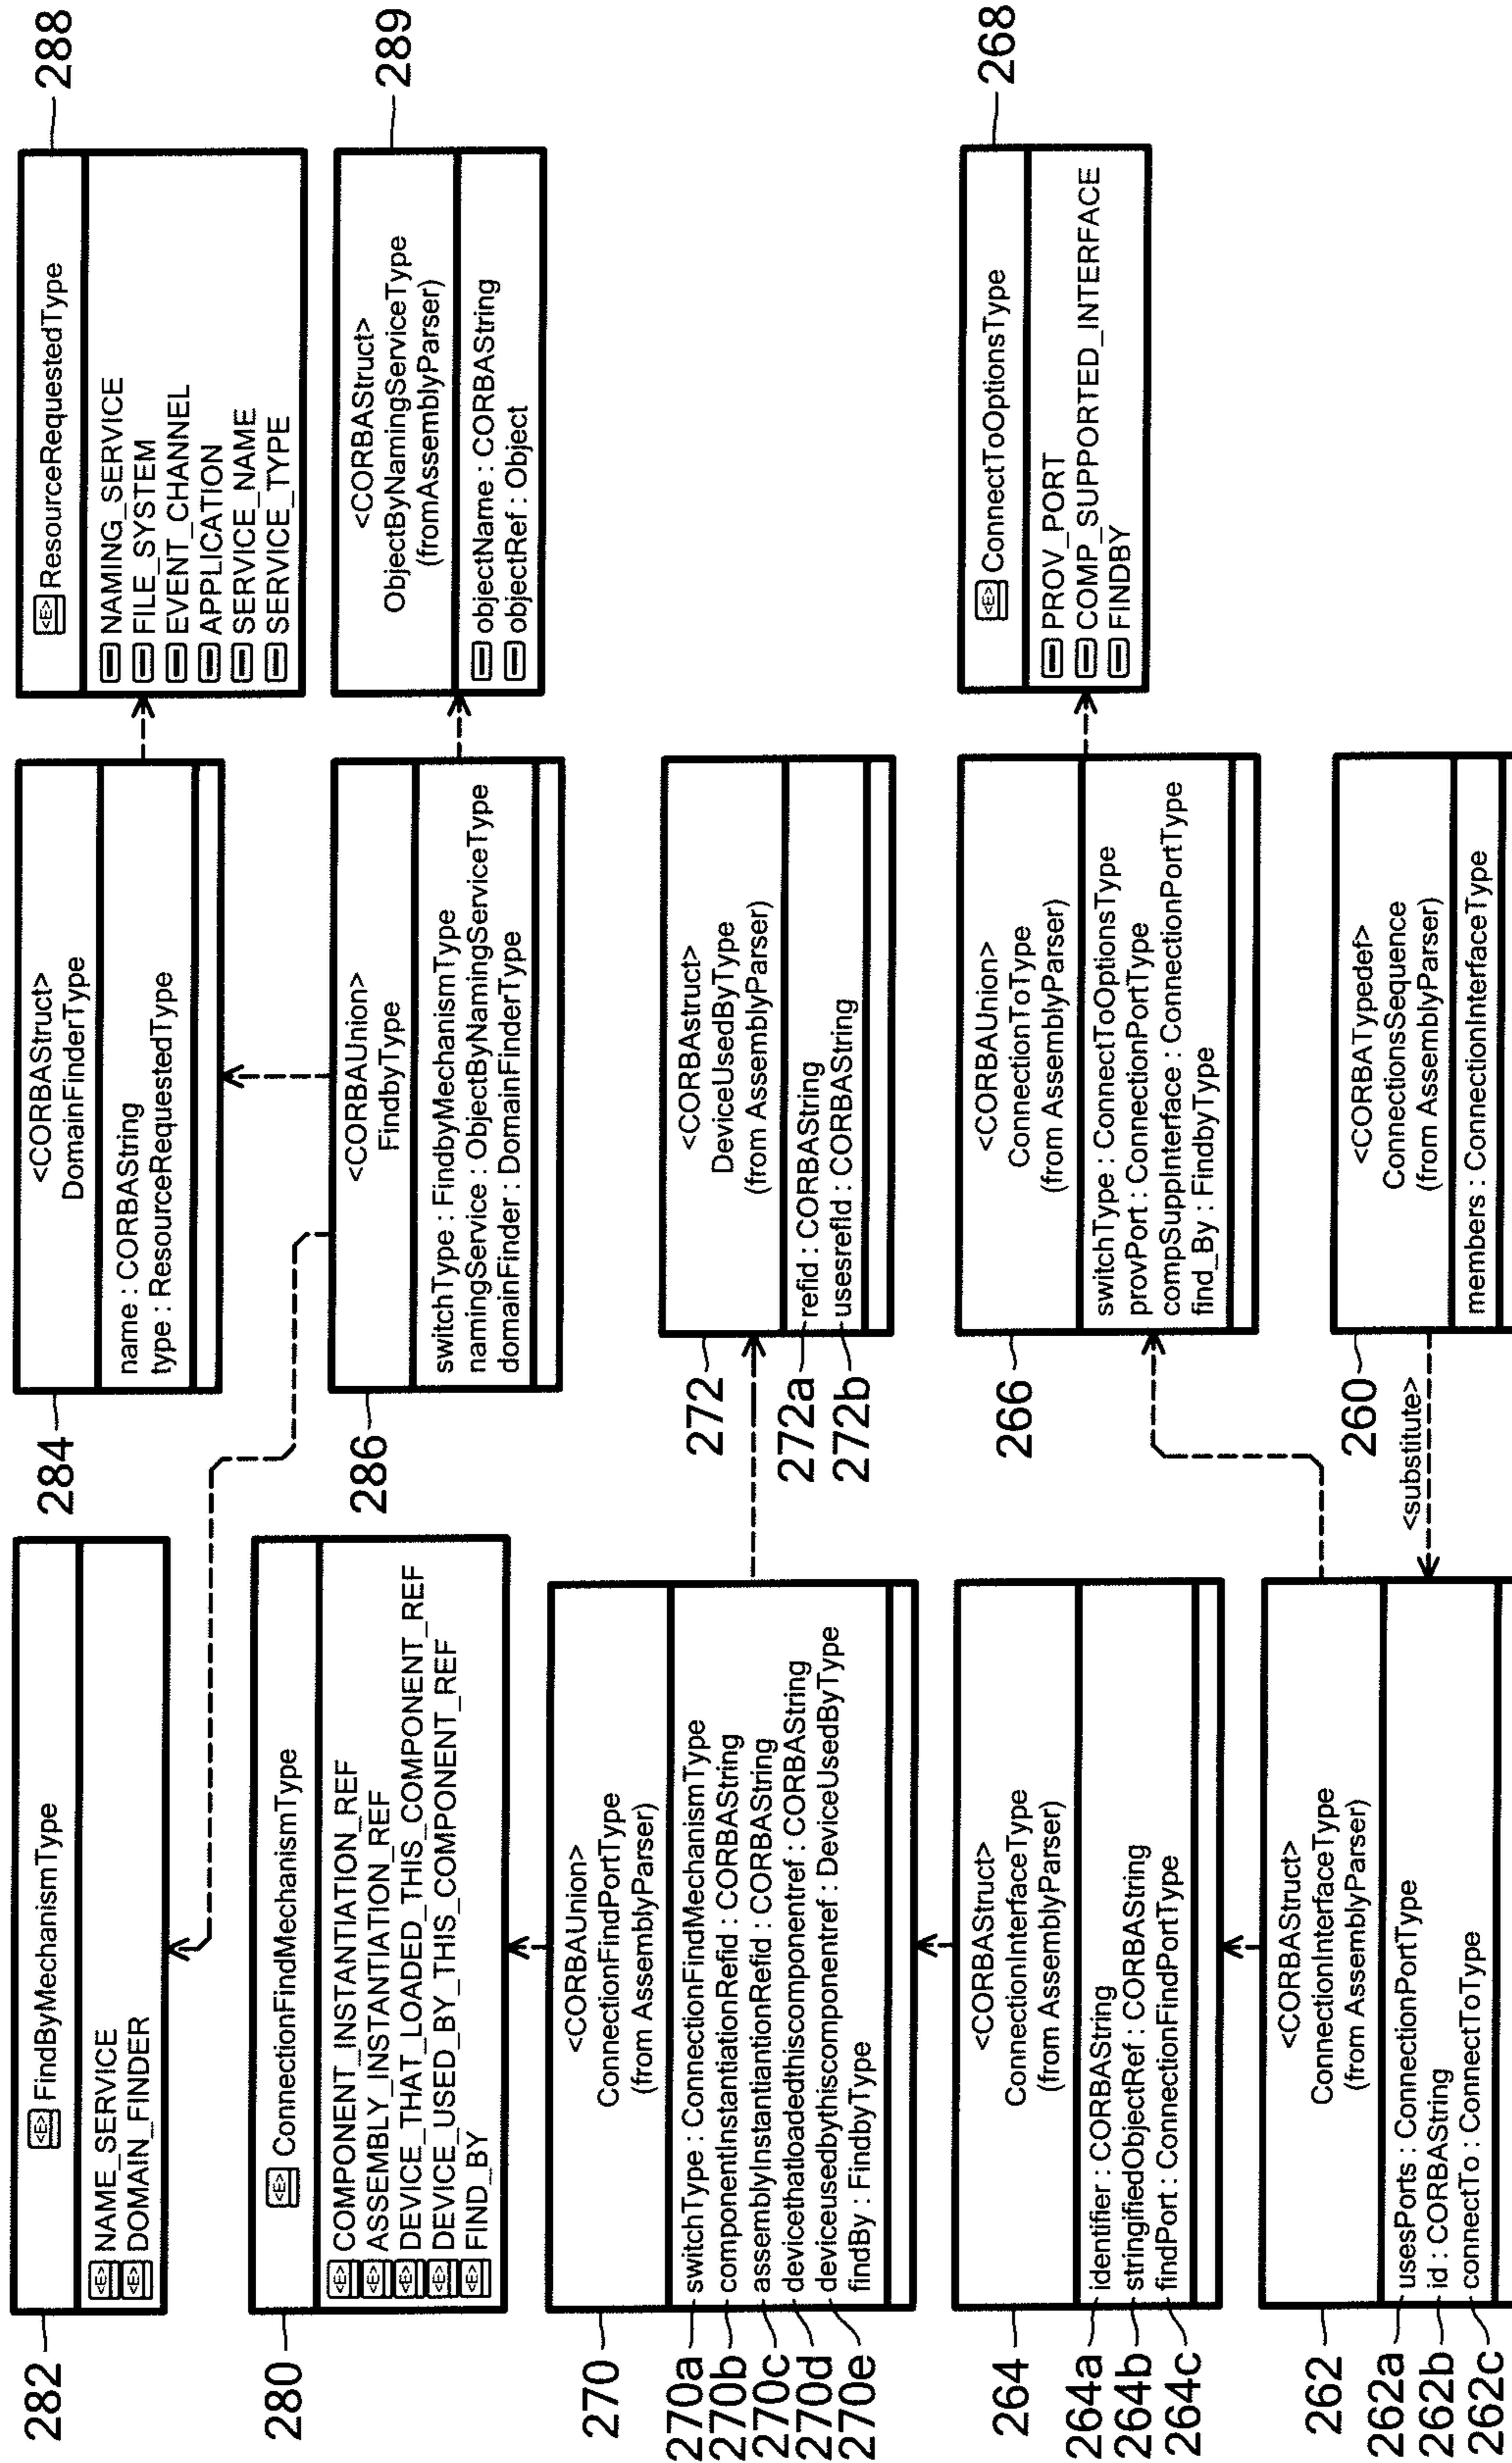 282
FindByMechanismType
NAME_SERVICE
DOMAIN_FINDER
284
<CORBAStruct>
DomainFinderType
name : CORBAString
type : ResourceRequestedType
288
ResourceRequestedType
NAMING_SERVICE
FILE_SYSTEM
EVENT_CHANNEL
APPLICATION
SERVICE_NAME
SERVICE_TYPE
280
ConnectionFindMechanismType
COMPONENT_INSTANTIATION_REF
ASSEMBLY_INSTANTIATION_REF
DEVICE_THAT_LOADED_THIS_COMPONENT_REF
DEVICE_USED_BY_THIS_COMPONENT_REF
FIND_BY
286
<CORBAUnion>
FindbyType
switchType : FindbyMechanismType
namingService : ObjectByNamingServiceType
domainFinder : DomainFinderType
289
<CORBAStruct>
ObjectByNamingServiceType
(fromAssemblyParser)
objectName : CORBAString
objectRef : Object
270
<CORBAUnion>
ConnectionFindPortType
(from AssemblyParser)
270a switchType : ConnectionFindMechanismType
270b componentInstantiationRefid : CORBAString
270c assemblyInstantiantionRefid : CORBAString
270d devicethatloadedthiscomponentref : CORBAString
270e deviceusedbythiscomponentref : DeviceUsedByType
findBy : FindbyType
272
<CORBAstruct>
DeviceUsedByType
(from AssemblyParser)
272a refid : CORBAString
272b usesrefid : CORBAString
264
<CORBAStruct>
ConnectionInterfaceType
(from AssemblyParser)
264a identifier : CORBAString
264b stringifiedObjectRef : CORBAString
264c findPort : ConnectionFindPortType
266
<CORBAUnion>
ConnectionToType
(from AssemblyParser)
switchType : ConnectToOptionsType
provPort : ConnectionPortType
compSuppInterface : ConnectionPortType
find_By : FindbyType
268
ConnectToOptionsType
PROV_PORT
COMP_SUPPORTED_INTERFACE
FINDBY
262
<CORBAStruct>
ConnectionInterfaceType
(from AssemblyParser)
262a usesPorts : ConnectionPortType
262b id : CORBAString
262c connectTo : ConnectToType
<substitute>
260
<CORBATypedef>
ConnectionsSequence
(from AssemblyParser)
members : ConnectionInterfaceType